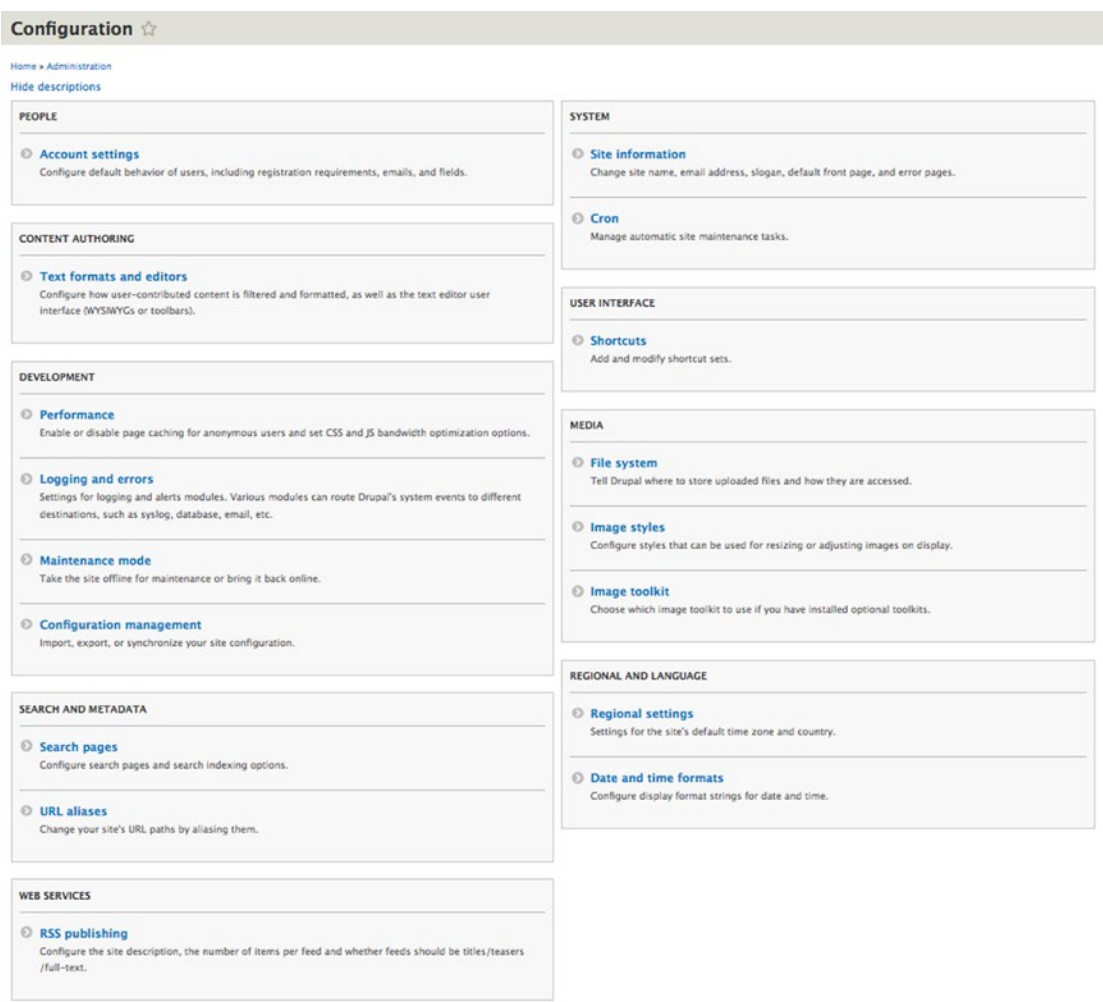 Configuration
Home » Administration
Hide descriptions
PEOPLE
Account settings
Configure default behavior of users, including registration requirements, emails, and fields.
CONTENT AUTHORING
Text formats and editors
Configure how user-contributed content is filtered and formatted, as well as the text editor user
interface (WYSIWYGs or toolbars).
DEVELOPMENT
Performance
Enable or disable page caching for anonymous users and set CSS and JS bandwidth optimization options.
Logging and errors
Settings for logging and alerts modules. Various modules can route Drupal's system events to different
destinations, such as syslog, database, email, etc.
Maintenance mode
Take the site offline for maintenance or bring it back online.
Configuration management
Import, export, or synchronize your site configuration.
SEARCH AND METADATA
Search pages
Configure search pages and search indexing options.
URL aliases
Change your site's URL paths by aliasing them.
WEB SERVICES
RSS publishing
Configure the site description, the number of items per feed and whether feeds should be titles/teasers
/full-text.
SYSTEM
Site information
Change site name, email address, slogan, default front page, and error pages.
Cron
Manage automatic site maintenance tasks.
USER INTERFACE
Shortcuts
Add and modify shortcut sets.
MEDIA
File system
Tell Drupal where to store uploaded files and how they are accessed.
Image styles
Configure styles that can be used for resizing or adjusting images on display.
Image toolkit
Choose which image toolkit to use if you have installed optional toolkits.
REGIONAL AND LANGUAGE
Regional settings
Settings for the site's default time zone and country.
Date and time formats
Configure display format strings for date and time.